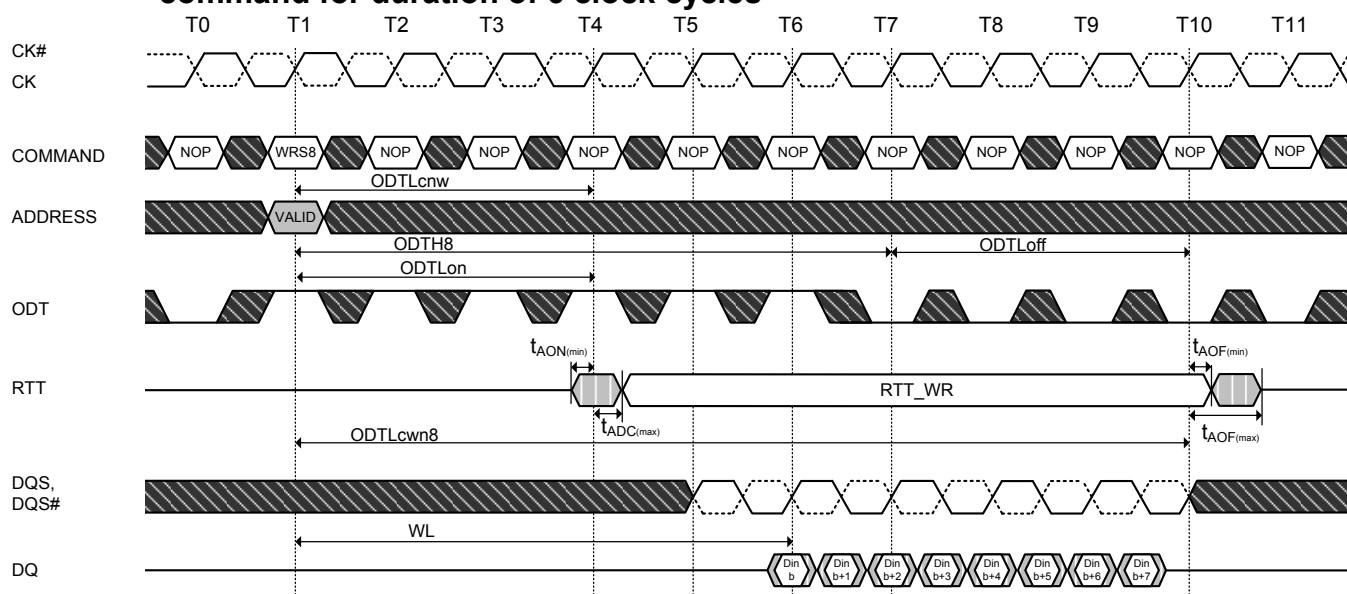 command for duration of 6 clock cycles
T0 T1 T2 T3 T4 T5 T6 T7 T8 T9 T10 T11
CK#
CK
COMMAND NOP WRS8 NOP NOP NOP NOP NOP NOP NOP NOP NOP NOP
ODTLcnw
ADDRESS VALID
ODTH8 ODTLoff
ODTLon
ODT
tAON(min) tAOF(min)
RTT RTT_WR
tADC(max) tAOF(max)
ODTLcwn8
DQS,
DQS#
WL
DQ Din b Din b+1 Din b+2 Din b+3 Din b+4 Din b+5 Din b+6 Din b+7